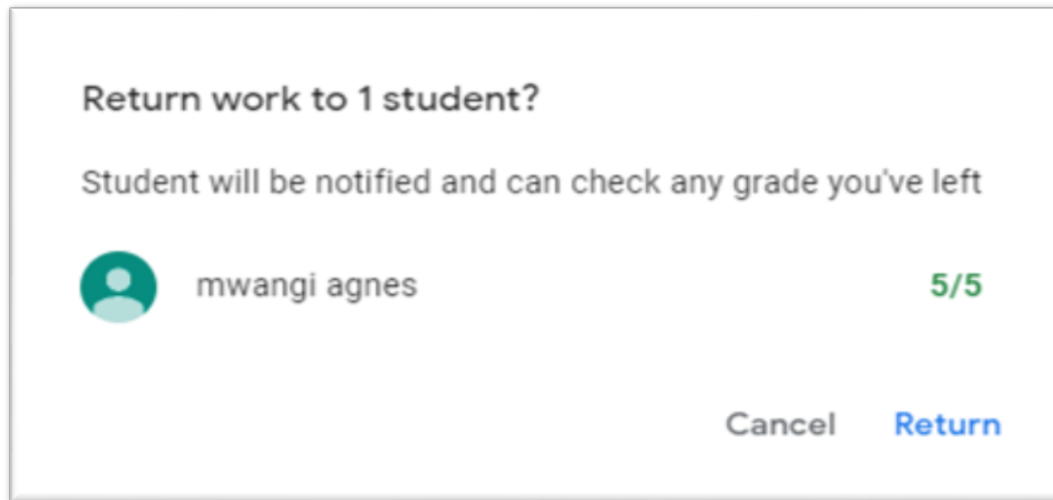 Return work to 1 student?
Student will be notified and can check any grade you've left
mwangi agnes 5/5
Cancel Return